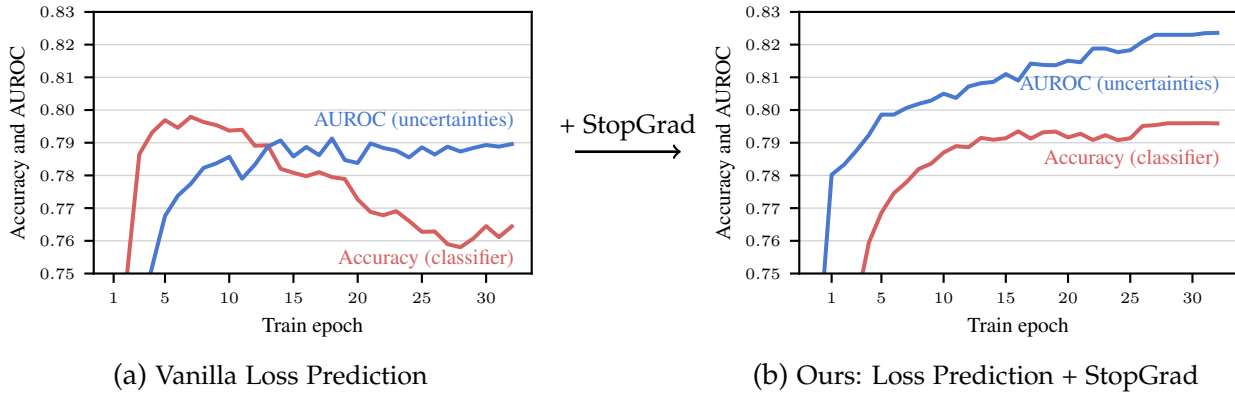 0.83
0.82
0.81
0.80
0.79
0.78
0.77
0.76
0.75
Accuracy and AUROC
AUROC (uncertainties)
Accuracy (classifier)
1 5 10 15 20 25 30
Train epoch
(a) Vanilla Loss Prediction
+ StopGrad
0.83
0.82
0.81
0.80
0.79
0.78
0.77
0.76
0.75
Accuracy and AUROC
AUROC (uncertainties)
Accuracy (classifier)
1 5 10 15 20 25 30
Train epoch
(b) Ours: Loss Prediction + StopGrad